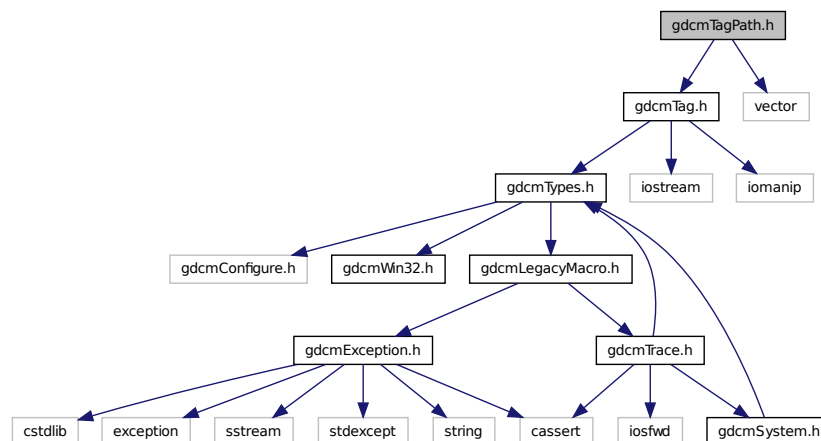 gdcmTagPath.h
gdcmTag.h
vector
gdcmTypes.h
iostream
iomanip
gdcmConfigure.h
gdcmWin32.h
gdcmLegacyMacro.h
gdcmException.h
gdcmTrace.h
cstdlib
exception
sstream
stdexcept
string
cassert
iosfwd
gdcmSystem.h